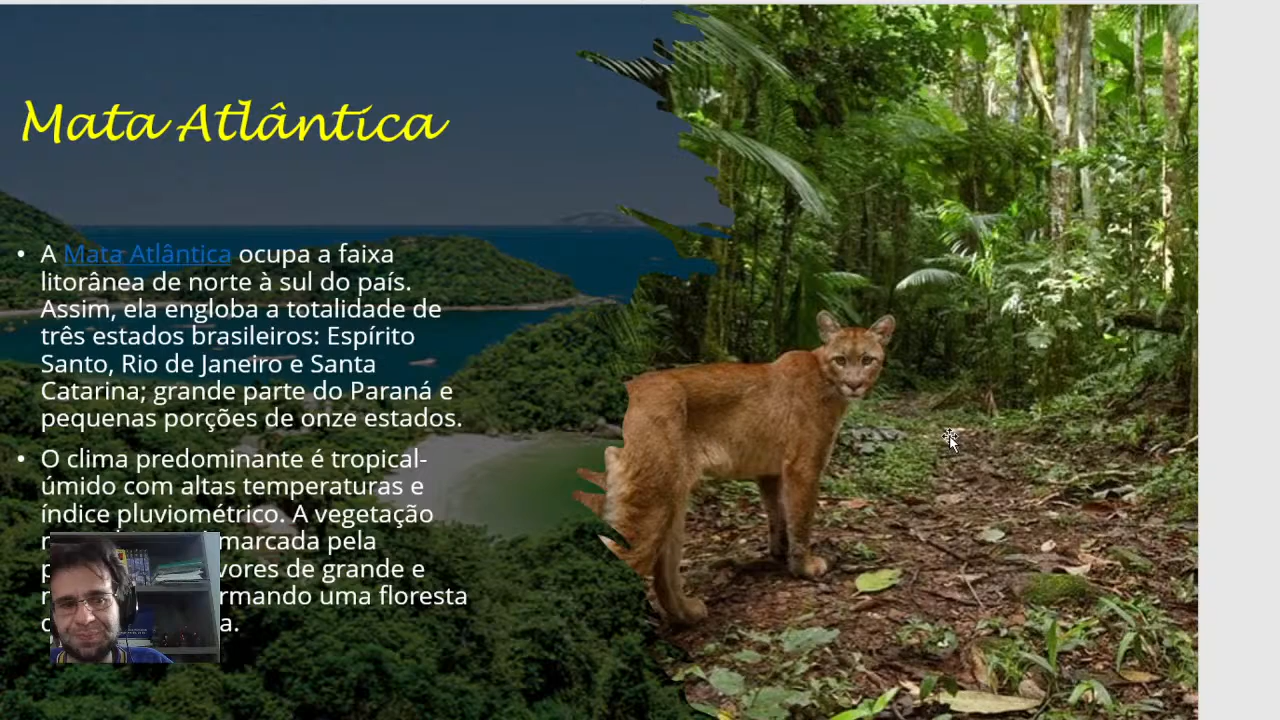 Mata Atlântica
• A Mata Atlântica ocupa a faixa
litorânea de norte à sul do país.
Assim, ela engloba a totalidade de
três estados brasileiros: Espírito
Santo, Rio de Janeiro e Santa
Catarina; grande parte do Paraná e
pequenas porções de onze estados.
• O clima predominante é tropical-
úmido com altas temperaturas e
índice pluviométrico. A vegetação
marcada pela
de grande e
uma floresta